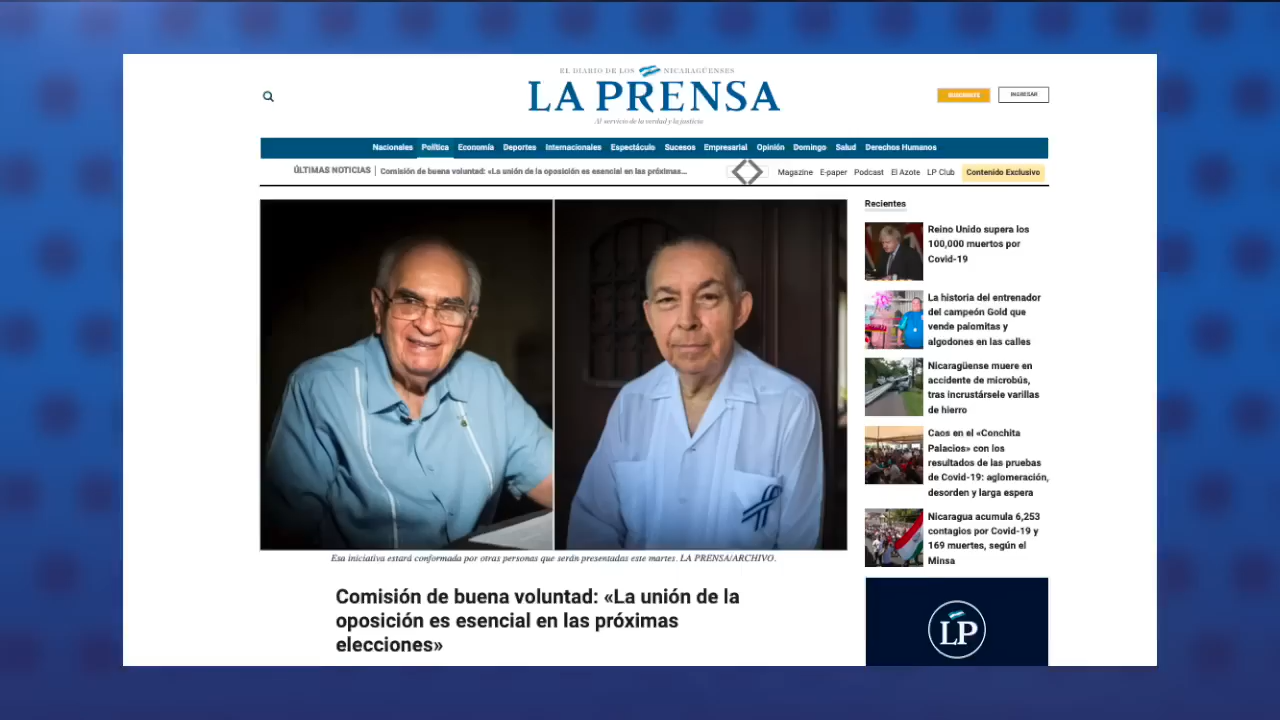 EL DIARIO DE LOS NICARAGÜENSES
LA PRENSA
Al servicio de la verdad y la justicia
SUSCRIBIRTE
INGRESAR
Nacionales Política Economía Deportes Internacionales Espectáculo Sucesos Empresarial Opinión Domingo Salud Derechos Humanos
ÚLTIMAS NOTICIAS | Comisión de buena voluntad: «La unión de la oposición es esencial en las próximas...
Magazine E-paper Podcast El Azote LP Club Contenido Exclusivo
Esa iniciativa estará conformada por otras personas que serán presentadas este martes. LA PRENSA/ARCHIVO.
Comisión de buena voluntad: «La unión de la
oposición es esencial en las próximas
elecciones»
Recientes
Reino Unido supera los
100,000 muertos por
Covid-19
La historia del entrenador
del campeón Gold que
vende palomitas y
algodones en las calles
Nicaragüense muere en
accidente de microbús,
tras incrustársele varillas
de hierro
Caos en el «Conchita
Palacios» con los
resultados de las pruebas
de Covid-19: aglomeración,
desorden y larga espera
Nicaragua acumula 6,253
contagios por Covid-19 y
169 muertes, según el
Minsa
LP